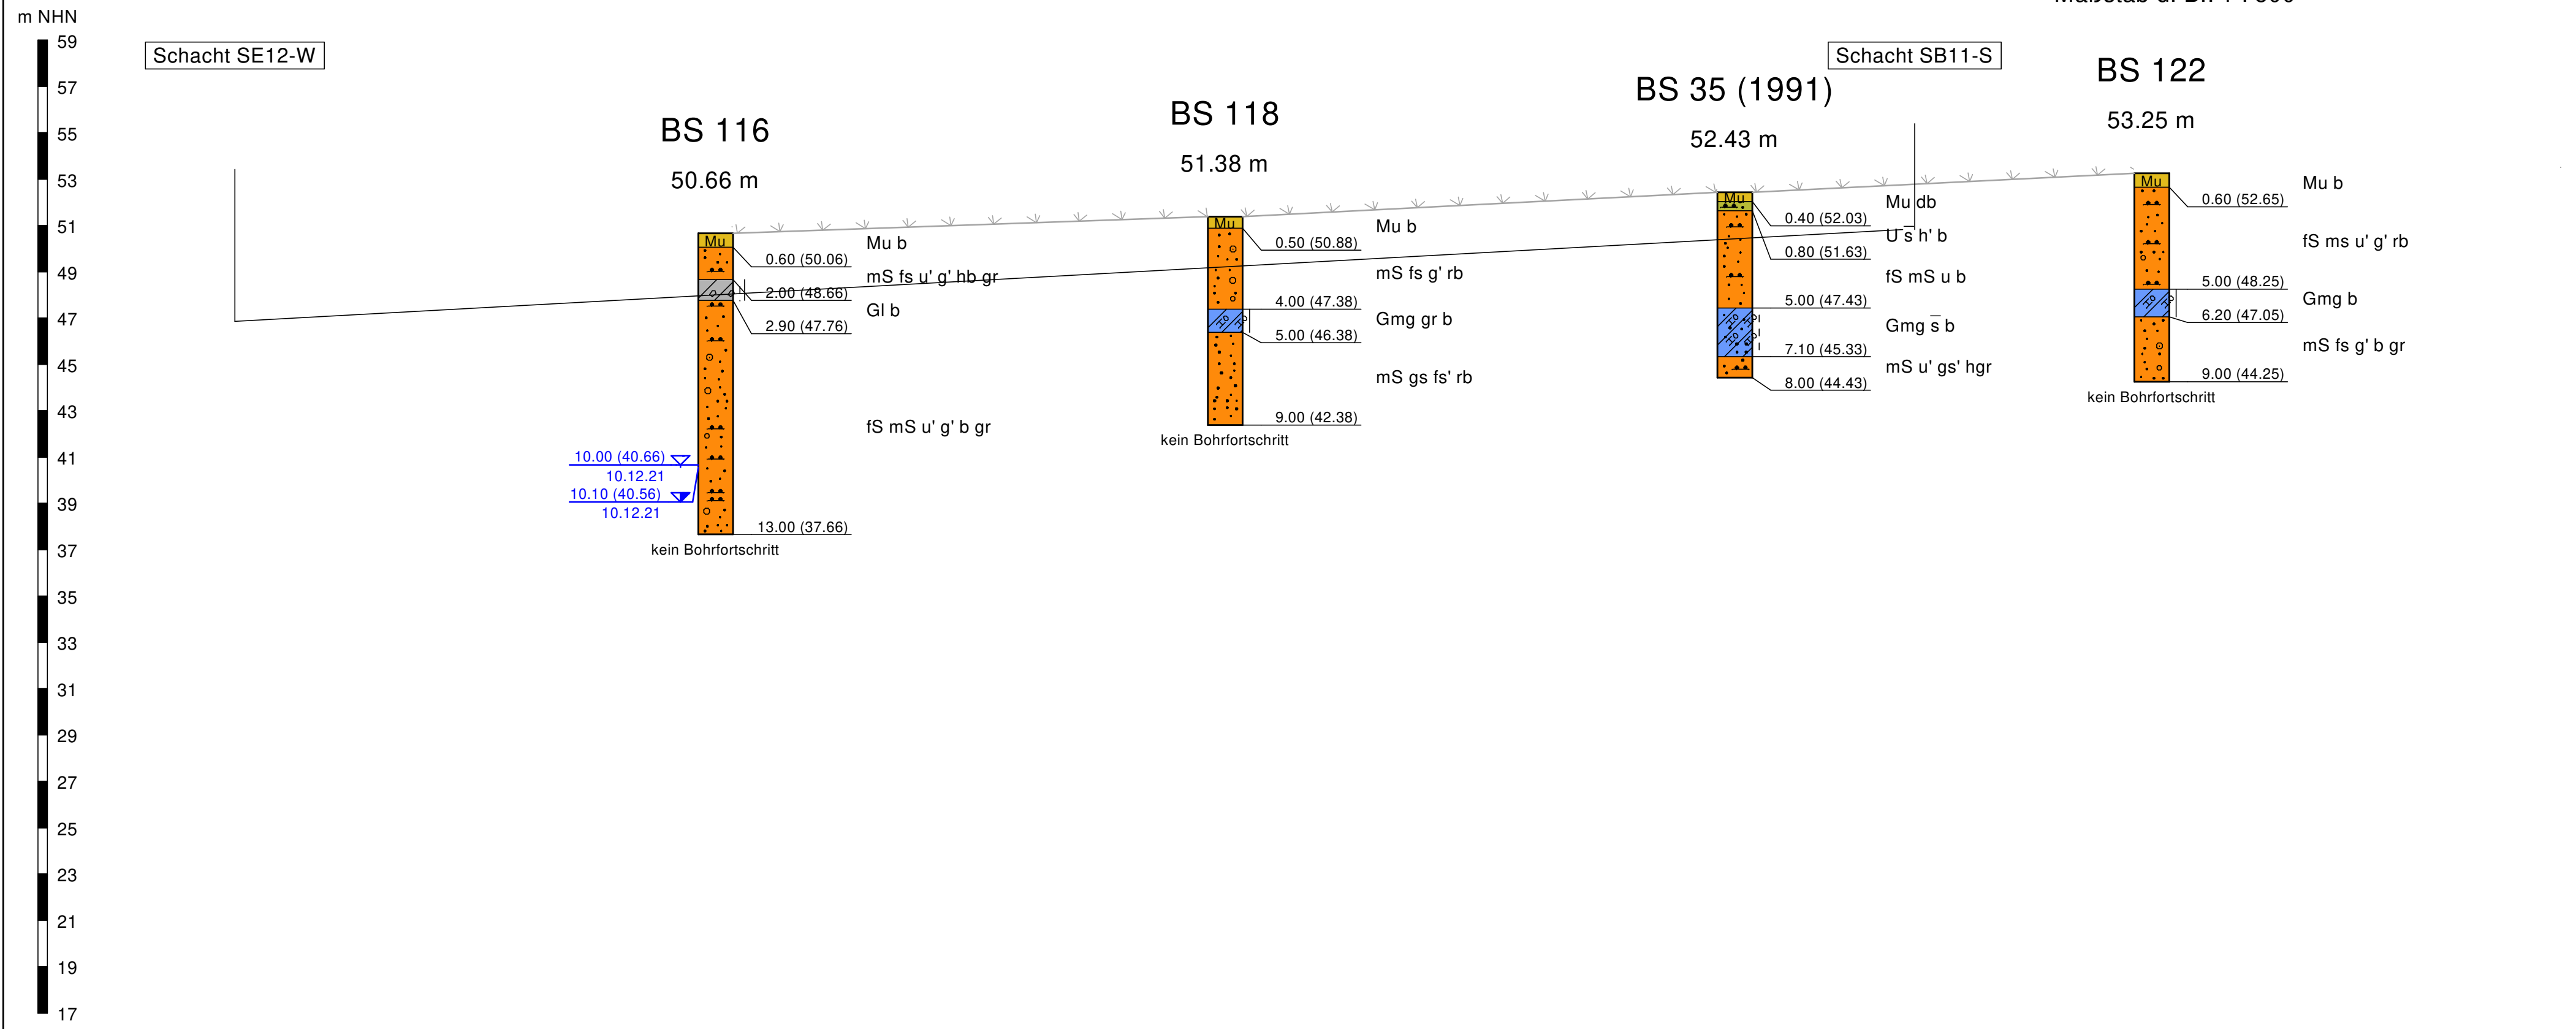 m NHN
59
57
55
53
51
49
47
45
43
41
39
37
35
33
31
29
27
25
23
21
19
17
Schacht SE12-W
BS 116
50.66 m
Mu
Mu b
0.60 (50.06)
mS fs u' g' hb gr
2.00 (48.66)
Gl b
2.90 (47.76)
fS mS u' g' b gr
10.00 (40.66)
10.12.21
10.10 (40.56)
10.12.21
13.00 (37.66)
kein Bohrfortschritt
BS 118
51.38 m
Mu
Mu b
0.50 (50.88)
mS fs g' rb
4.00 (47.38)
Gmg gr b
5.00 (46.38)
mS gs fs' rb
9.00 (42.38)
kein Bohrfortschritt
Schacht SB11-S
BS 35 (1991)
52.43 m
Mu
Mu db
0.40 (52.03)
U s̅ h' b
0.80 (51.63)
fS mS u b
5.00 (47.43)
Gmg s̅ b
7.10 (45.33)
mS u' gs' hgr
8.00 (44.43)
BS 122
53.25 m
Mu
Mu b
0.60 (52.65)
fS ms u' g' rb
5.00 (48.25)
Gmg b
6.20 (47.05)
mS fs g' b gr
9.00 (44.25)
kein Bohrfortschritt